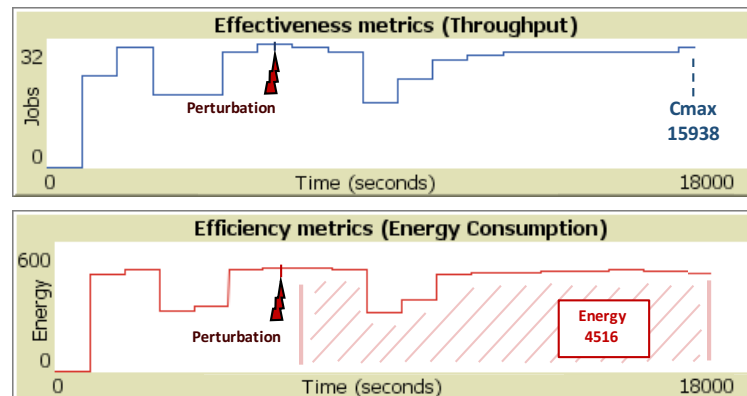 Effectiveness metrics (Throughput)
32
Jobs
Perturbation
Cmax
15938
0
0
Time (seconds)
18000
Efficiency metrics (Energy Consumption)
600
Energy
Perturbation
Energy
4516
0
0
Time (seconds)
18000